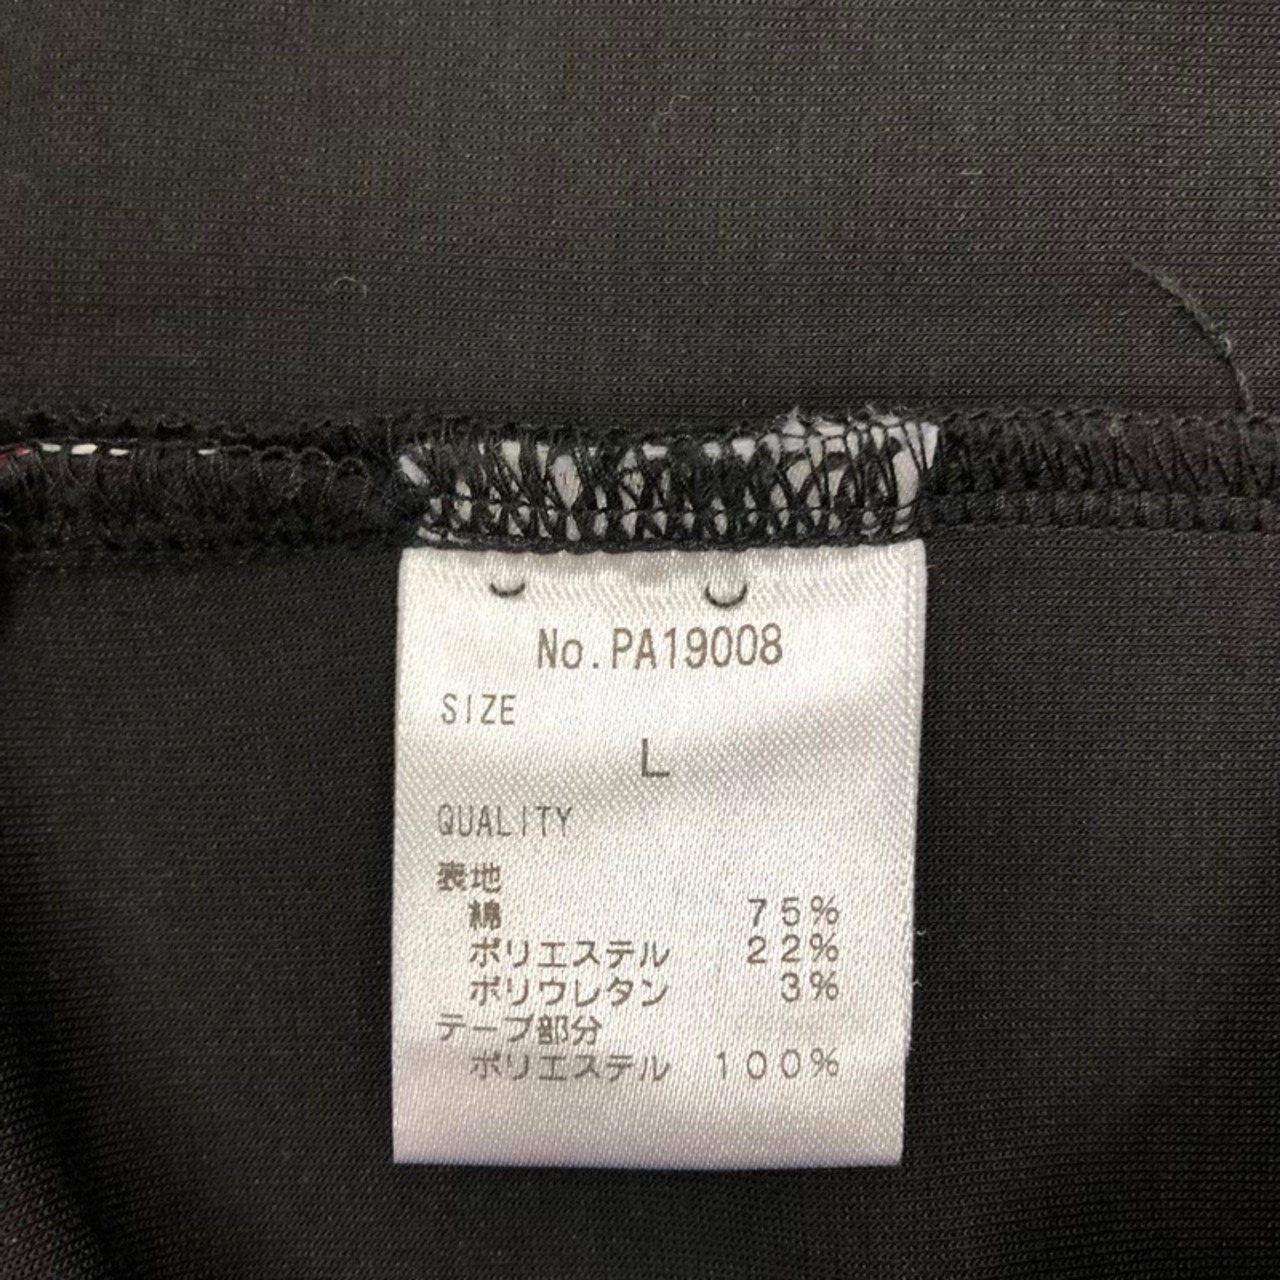 No.PA19008
SIZE
L
QUALITY
表地
綿 75%
ポリエステル 22%
ポリウレタン 3%
テープ部分
ポリエステル 100%